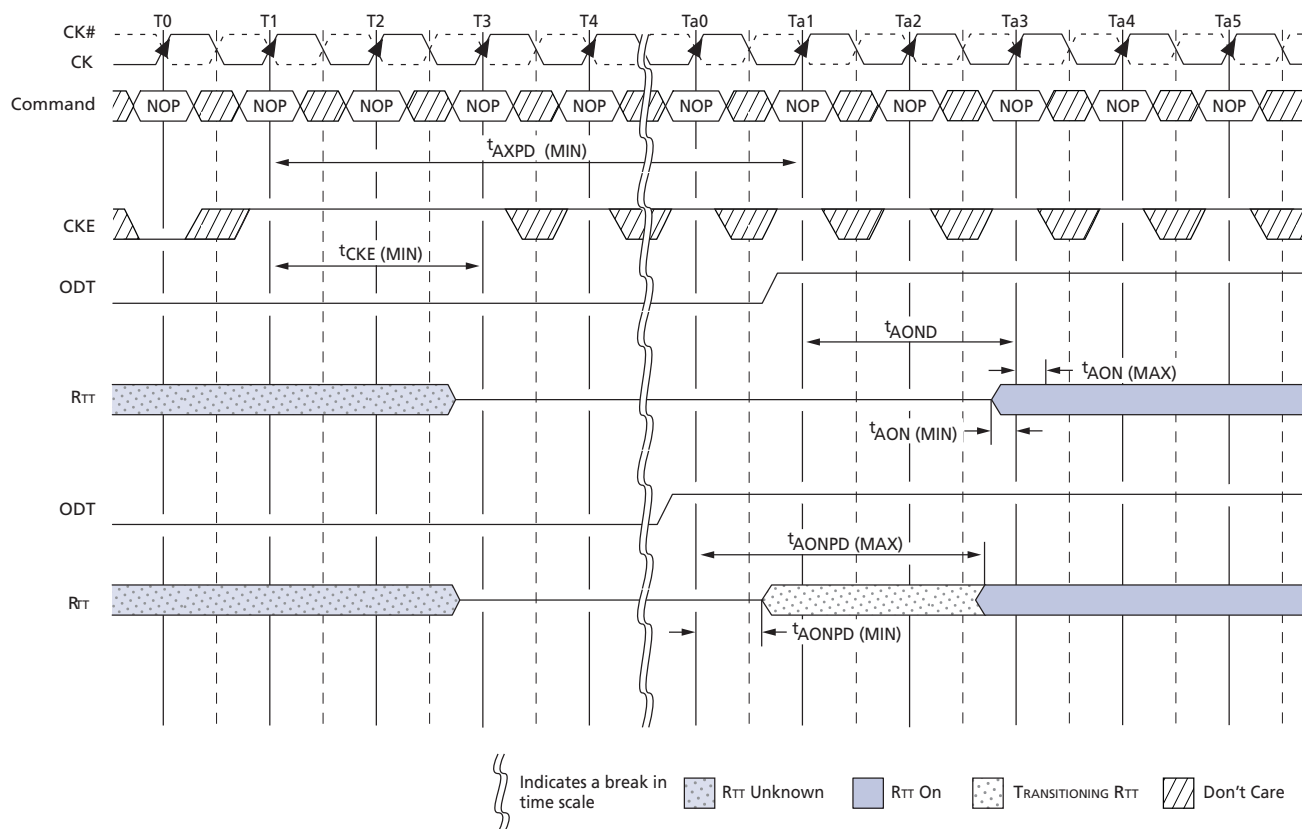 T0 T1 T2 T3 T4 Ta0 Ta1 Ta2 Ta3 Ta4 Ta5
CK#
CK
Command NOP NOP NOP NOP NOP NOP NOP NOP NOP NOP NOP
tAXPD (MIN)
CKE
tCKE (MIN)
ODT
tAOND
tAON (MAX)
RTT
tAON (MIN)
ODT
tAONPD (MAX)
RTT
tAONPD (MIN)
Indicates a break in
time scale
RTT Unknown
RTT On
TRANSITIONING RTT
Don't Care